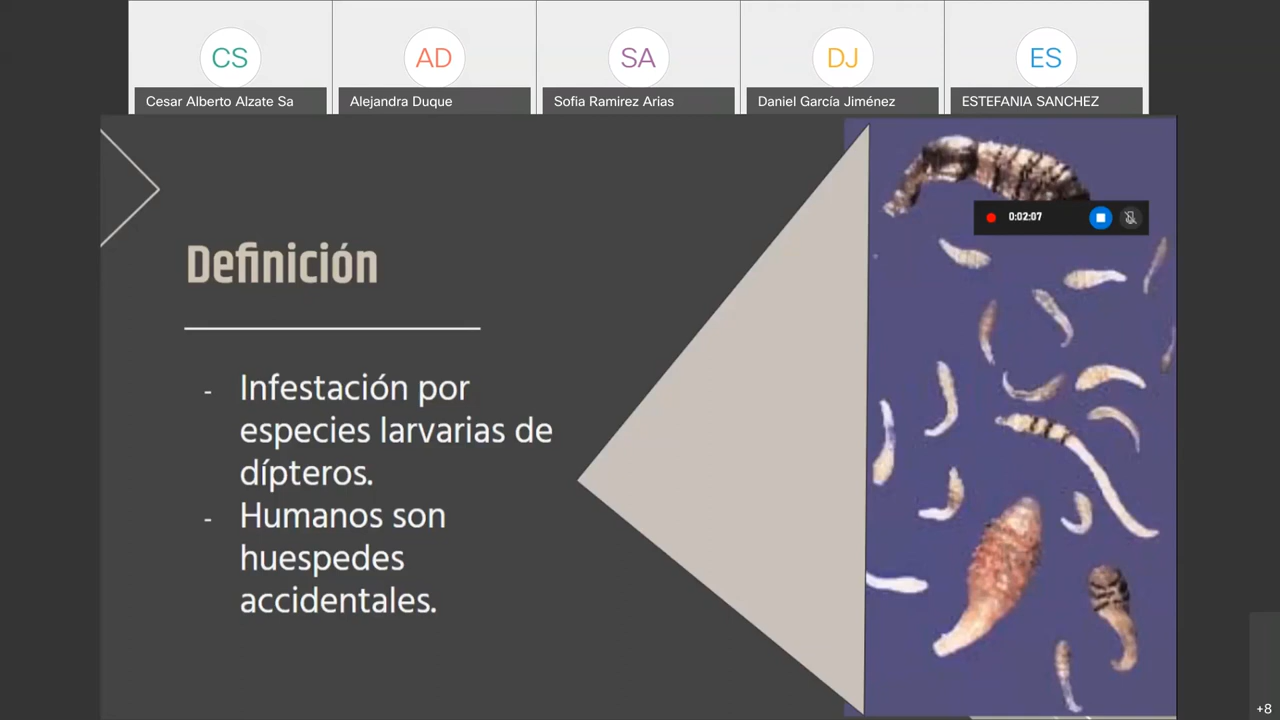 CS
AD
SA
DJ
ES
Cesar Alberto Alzate Sa
Alejandra Duque
Sofia Ramirez Arias
Daniel García Jiménez
ESTEFANIA SANCHEZ
0:02:07
Definición
- Infestación por
especies larvarias de
dípteros.
- Humanos son
huespedes
accidentales.
+8